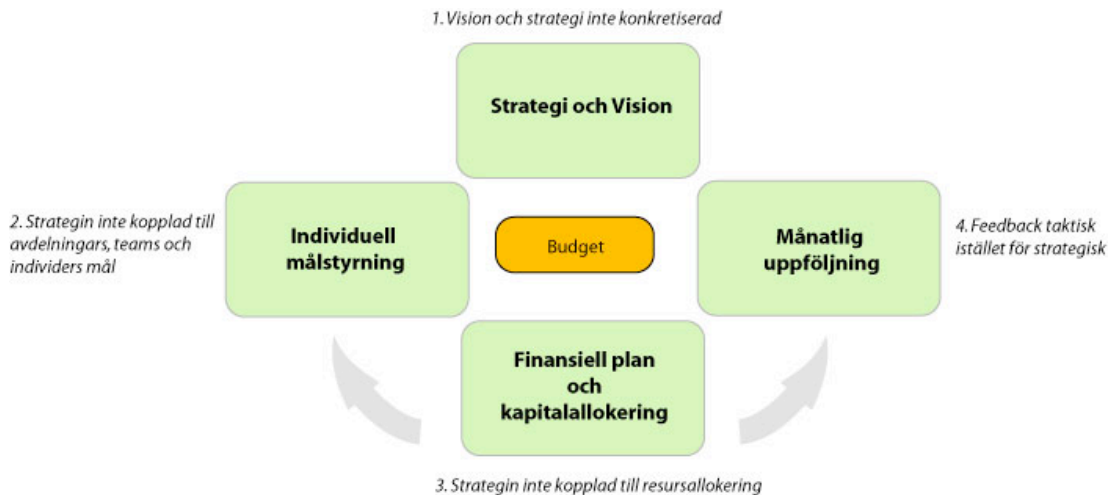 1. Vision och strategi inte konkretiserad
Strategi och Vision
2. Strategin inte kopplad till
avdelningars, teams och
individers mål
Individuell
målstyrning
Budget
Månatlig
uppföljning
4. Feedback taktisk
istället för strategisk
Finansiell plan
och
kapitalallokering
3. Strategin inte kopplad till resursallokering